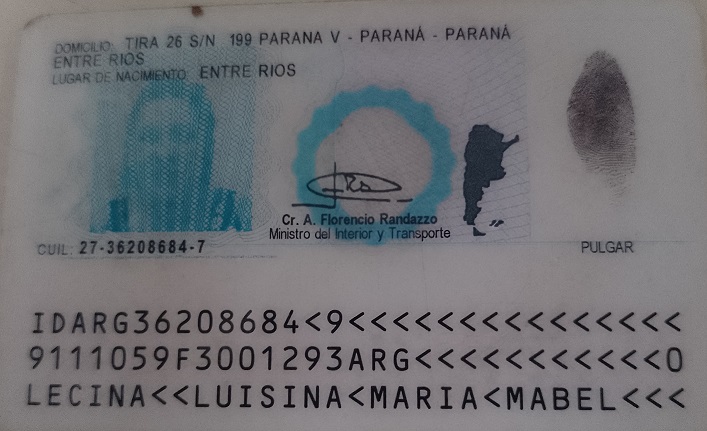 DOMICILIO: TIRA 26 S/N 199 PARANA V - PARANÁ - PARANÁ
ENTRE RIOS
LUGAR DE NACIMIENTO: ENTRE RIOS
Cr. A. Florencio Randazzo
Ministro del Interior y Transporte
CUIL: 27-36208684-7
PULGAR
IDARG36208684<9<<<<<<<<<<<<<<<
9111059F3001293ARG<<<<<<<<<<<0
LECINA<<LUISINA<MARIA<MABEL<<<